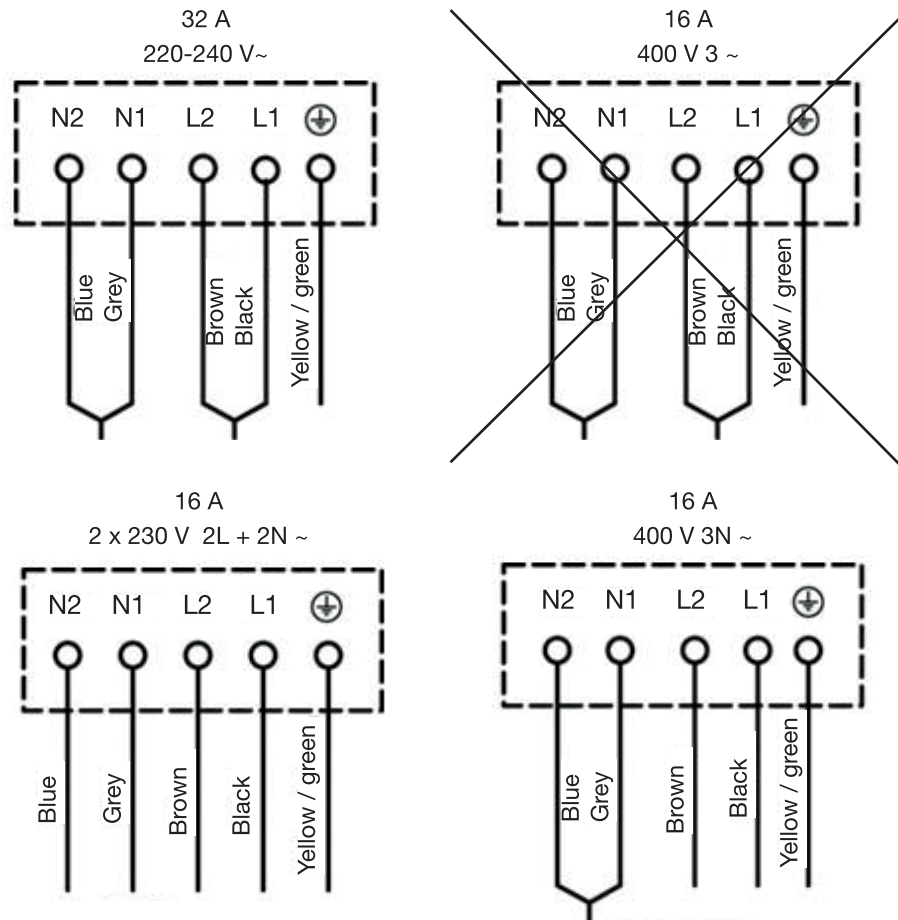 32 A
220-240 V~
N2 N1 L2 L1
Blue
Grey
Brown
Black
Yellow / green
16 A
400 V 3 ~
N2 N1 L2 L1
Blue
Grey
Brown
Black
Yellow / green
16 A
2 x 230 V 2L + 2N ~
N2 N1 L2 L1
Blue
Grey
Brown
Black
Yellow / green
16 A
400 V 3N ~
N2 N1 L2 L1
Blue
Grey
Brown
Black
Yellow / green